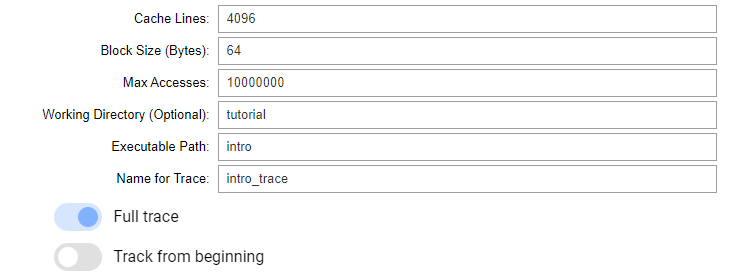 Cache Lines: 4096
Block Size (Bytes): 64
Max Accesses: 10000000
Working Directory (Optional): tutorial
Executable Path: intro
Name for Trace: intro_trace
Full trace
Track from beginning